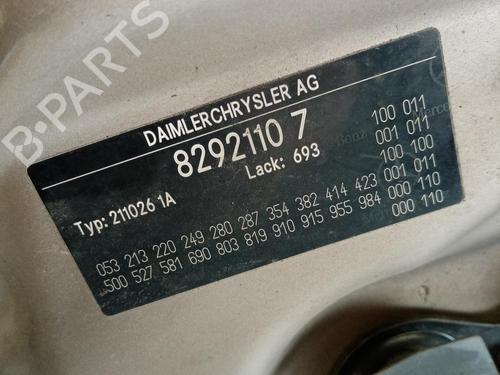 B-PARTS
DAIMLERCHRYSLER AG
8292110 7
Lack: 693
Typ: 211026 1A
100 011
001 011
100 100
001 011
000 110
000 110
053 213 220 249 280 287 354 382 414 423
500 527 581 690 803 819 910 915 955 984